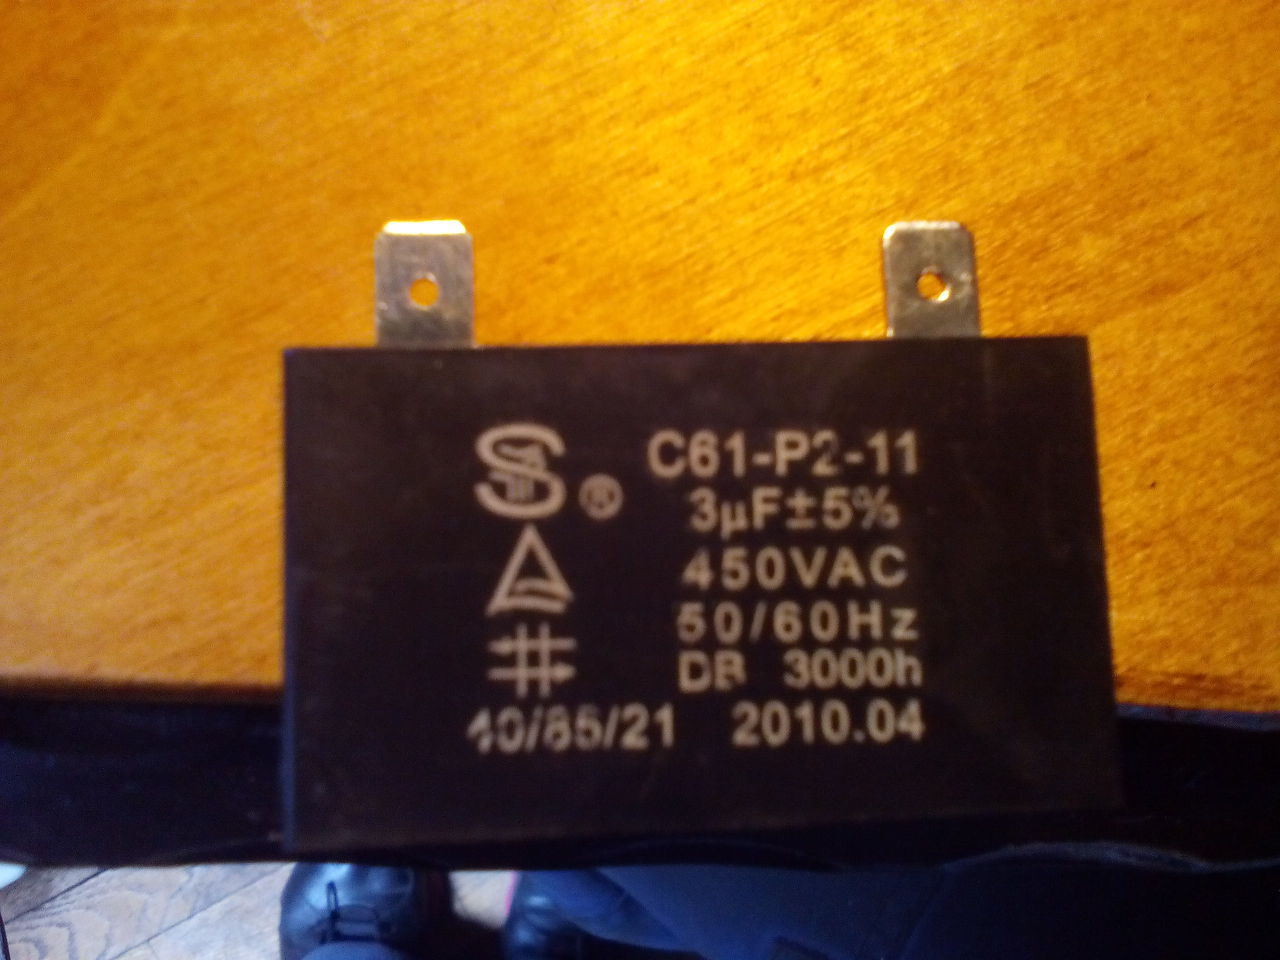 S ® C61-P2-11
3µF±5%
450VAC
50/60Hz
DB 3000h
40/85/21 2010.04